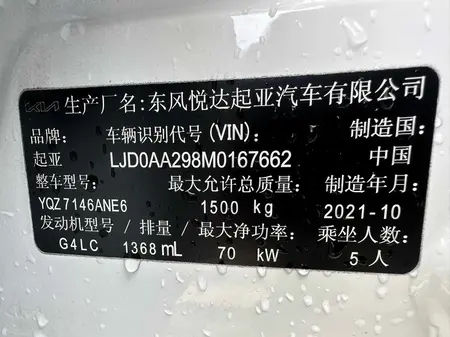 KIA 生产厂名:东风悦达起亚汽车有限公司
品牌: 车辆识别代号(VIN): 制造国:
起亚 LJD0AA298M0167662 中国
整车型号: 最大允许总质量: 制造年月:
YQZ7146ANE6 1500 kg 2021-10
发动机型号/排量/最大净功率: 乘坐人数:
G4LC 1368 mL 70 kW 5 人